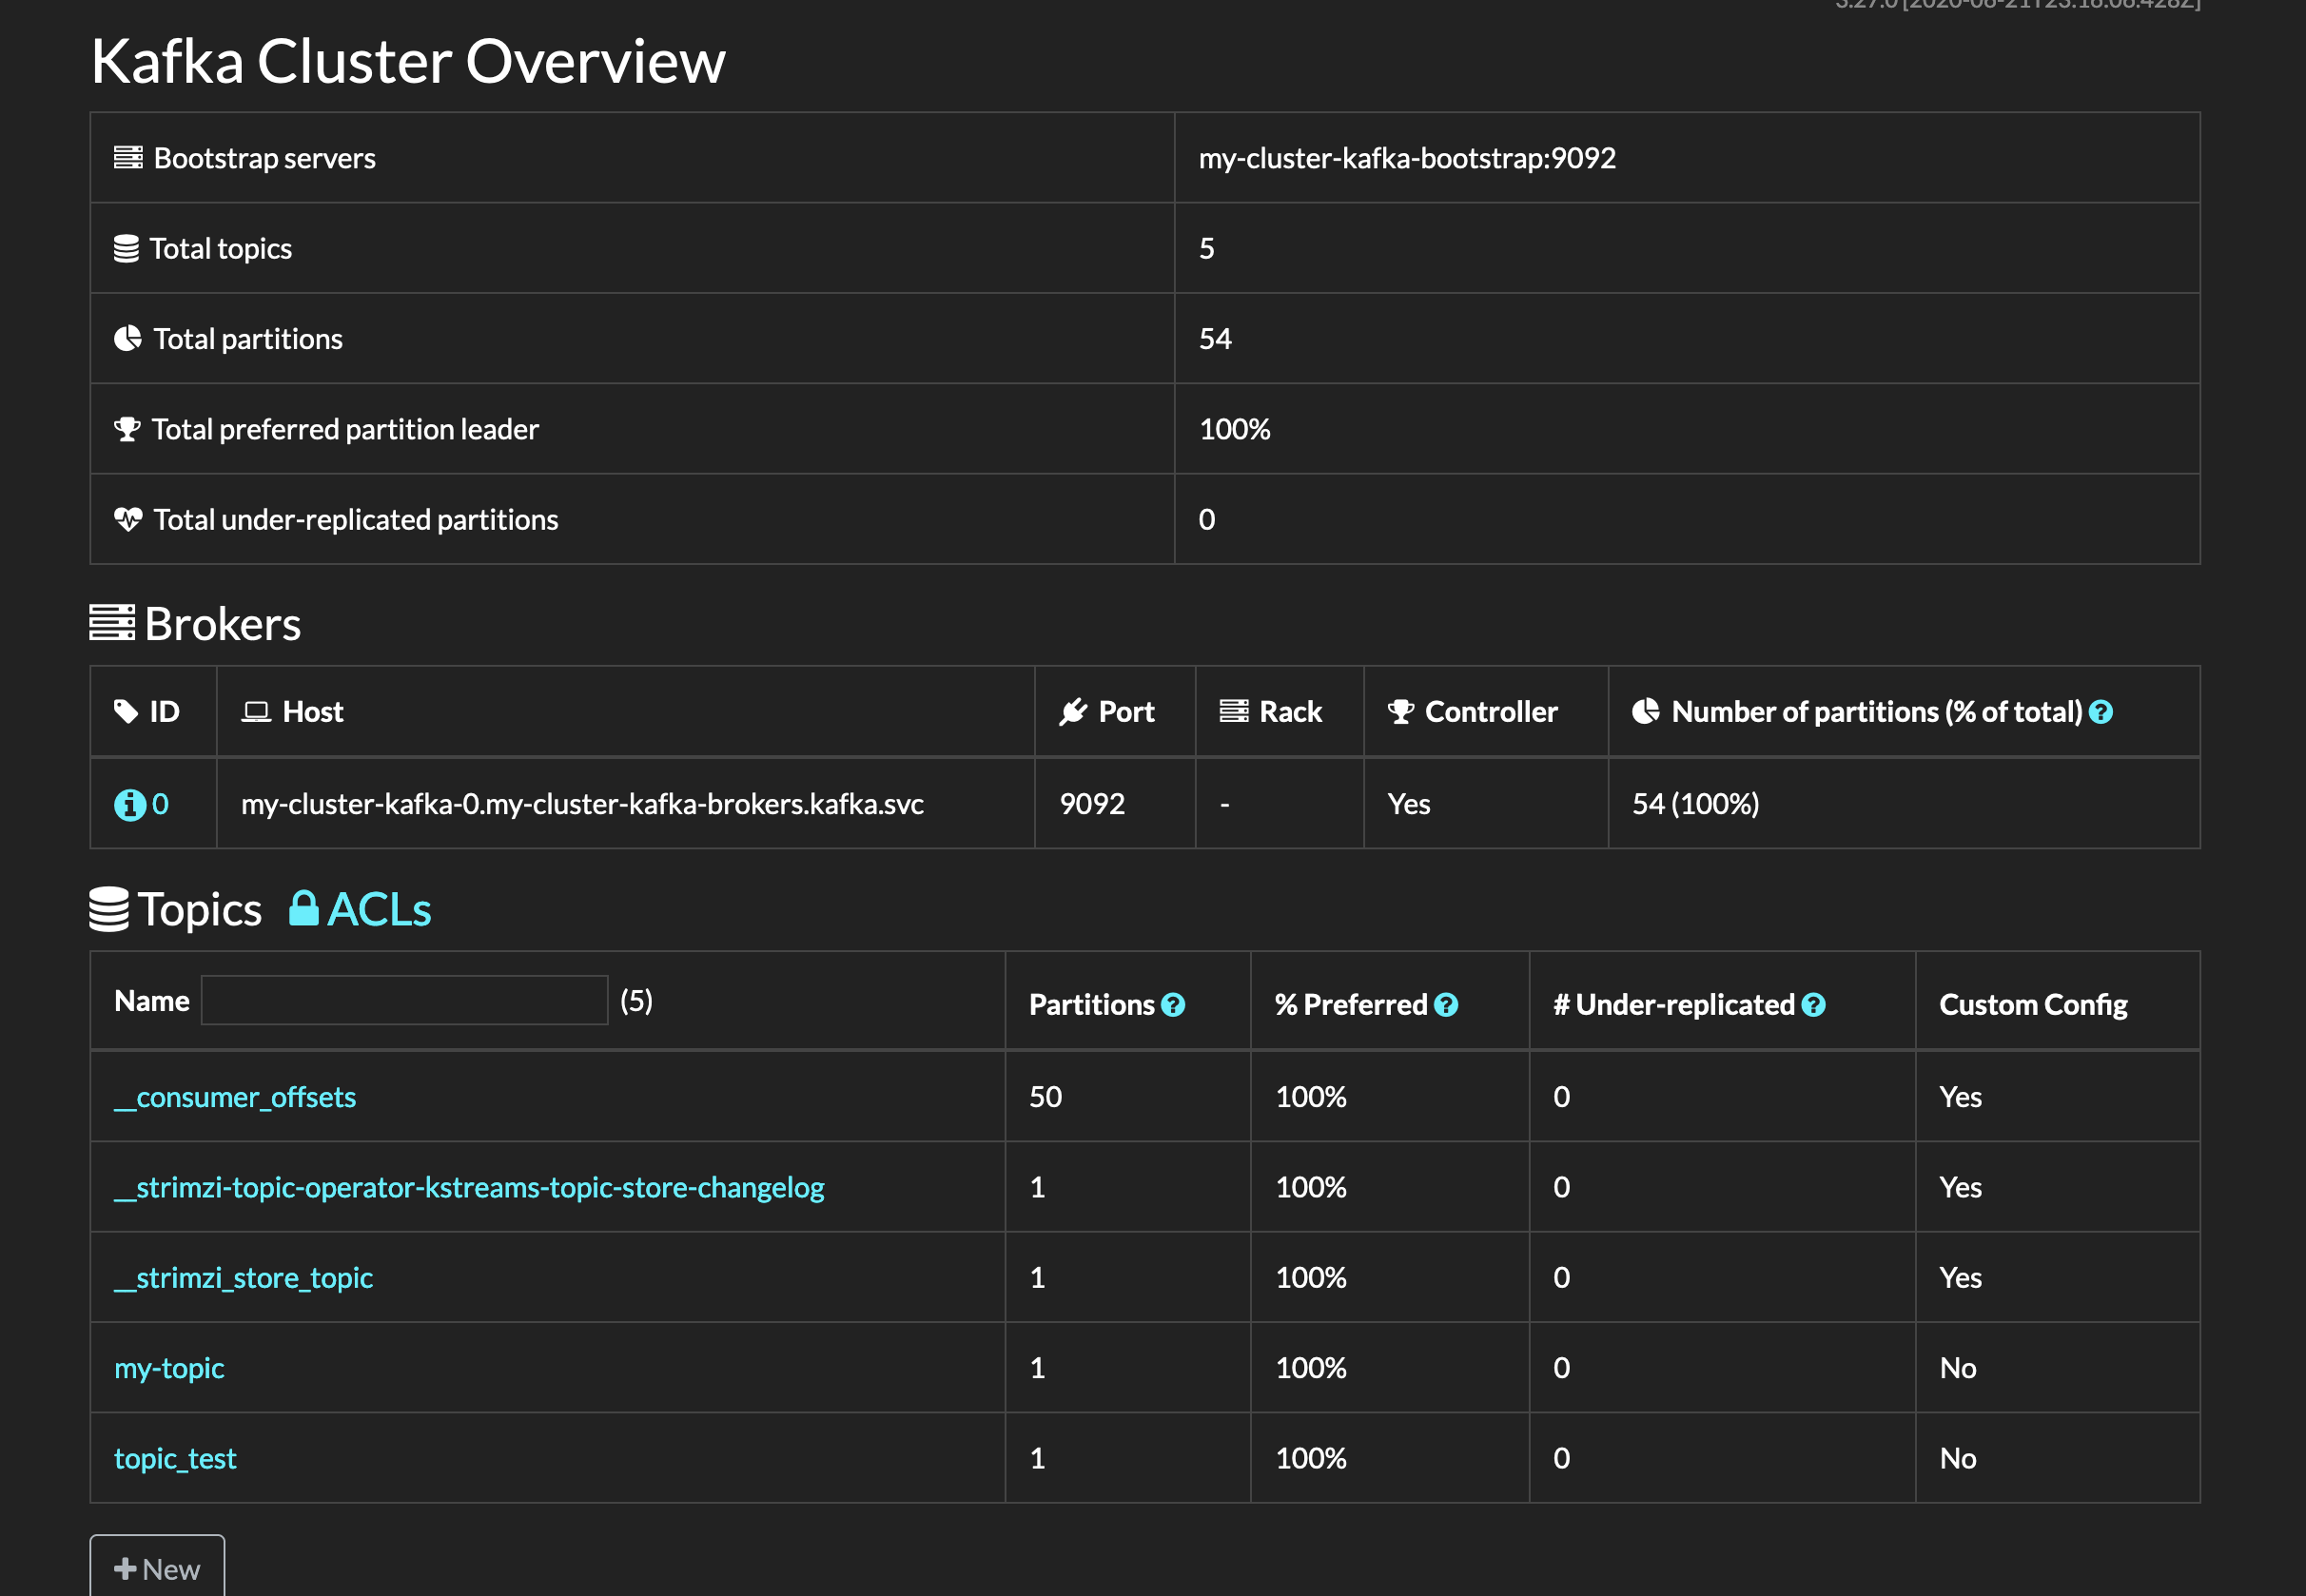 Kafka Cluster Overview
Bootstrap servers my-cluster-kafka-bootstrap:9092
Total topics 5
Total partitions 54
Total preferred partition leader 100%
Total under-replicated partitions 0
Brokers
ID Host Port Rack Controller Number of partitions (% of total)
0 my-cluster-kafka-0.my-cluster-kafka-brokers.kafka.svc 9092 - Yes 54 (100%)
Topics ACLs
Name (5) Partitions % Preferred # Under-replicated Custom Config
__consumer_offsets 50 100% 0 Yes
__strimzi-topic-operator-kstreams-topic-store-changelog 1 100% 0 Yes
__strimzi_store_topic 1 100% 0 Yes
my-topic 1 100% 0 No
topic_test 1 100% 0 No
New